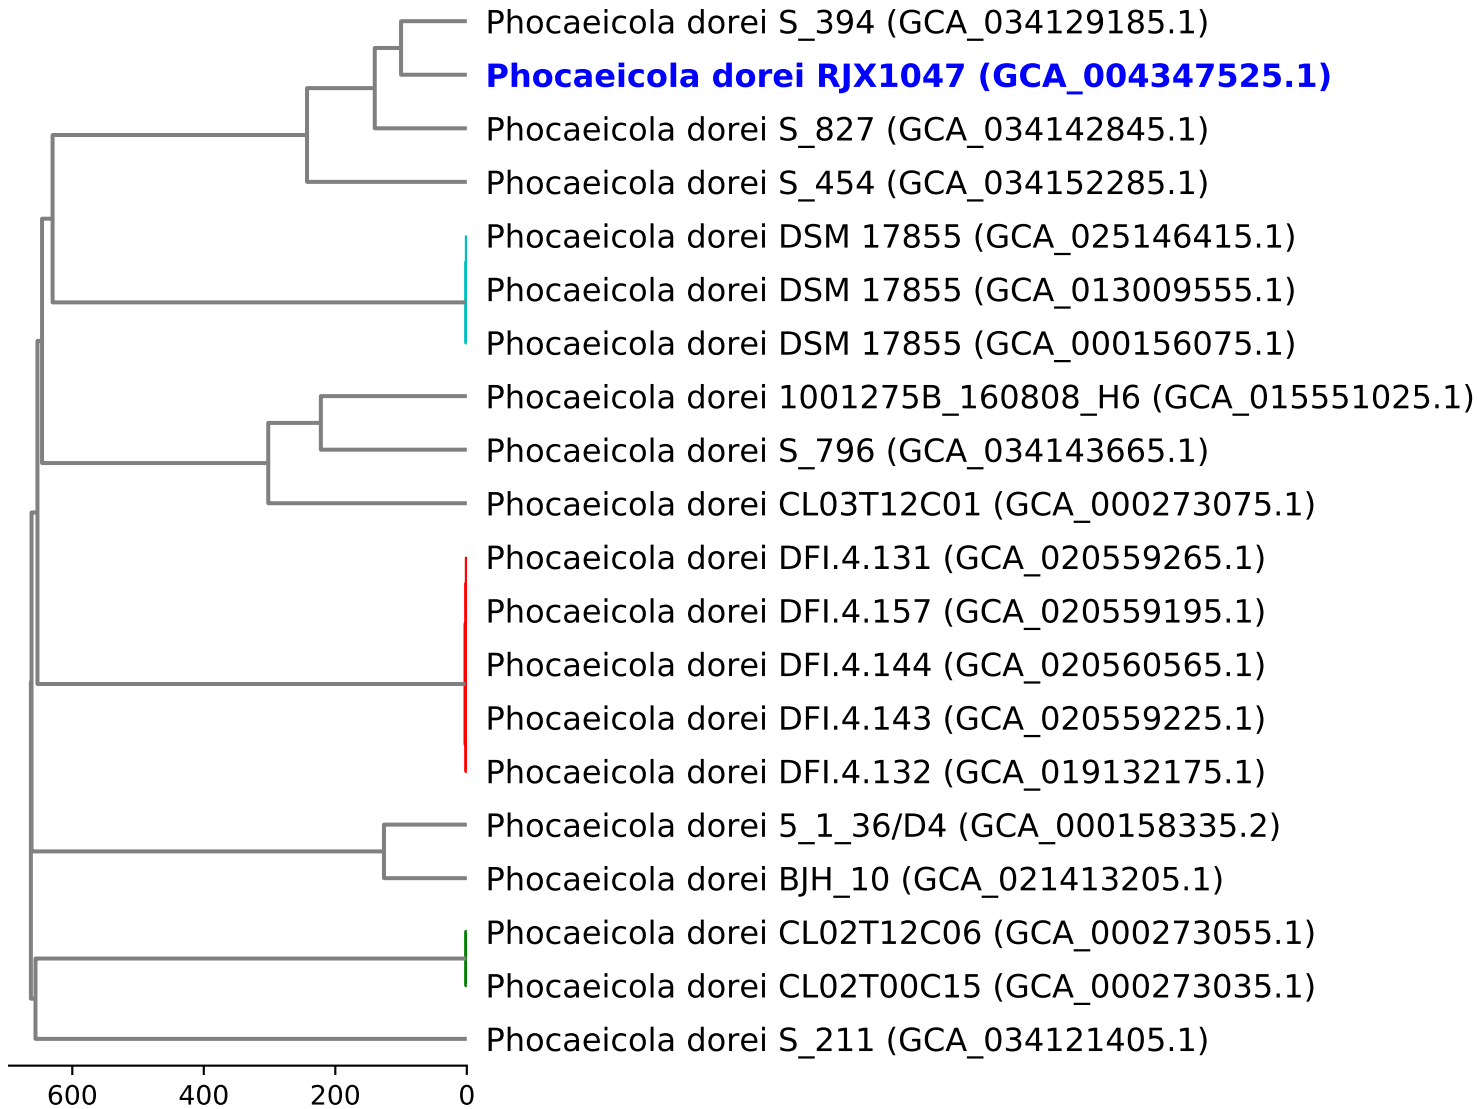 Phocaeicola dorei S_394 (GCA_034129185.1)
Phocaeicola dorei RJX1047 (GCA_004347525.1)
Phocaeicola dorei S_827 (GCA_034142845.1)
Phocaeicola dorei S_454 (GCA_034152285.1)
Phocaeicola dorei DSM 17855 (GCA_025146415.1)
Phocaeicola dorei DSM 17855 (GCA_013009555.1)
Phocaeicola dorei DSM 17855 (GCA_000156075.1)
Phocaeicola dorei 1001275B_160808_H6 (GCA_015551025.1)
Phocaeicola dorei S_796 (GCA_034143665.1)
Phocaeicola dorei CL03T12C01 (GCA_000273075.1)
Phocaeicola dorei DFI.4.131 (GCA_020559265.1)
Phocaeicola dorei DFI.4.157 (GCA_020559195.1)
Phocaeicola dorei DFI.4.144 (GCA_020560565.1)
Phocaeicola dorei DFI.4.143 (GCA_020559225.1)
Phocaeicola dorei DFI.4.132 (GCA_019132175.1)
Phocaeicola dorei 5_1_36/D4 (GCA_000158335.2)
Phocaeicola dorei BJH_10 (GCA_021413205.1)
Phocaeicola dorei CL02T12C06 (GCA_000273055.1)
Phocaeicola dorei CL02T00C15 (GCA_000273035.1)
Phocaeicola dorei S_211 (GCA_034121405.1)
600 400 200 0